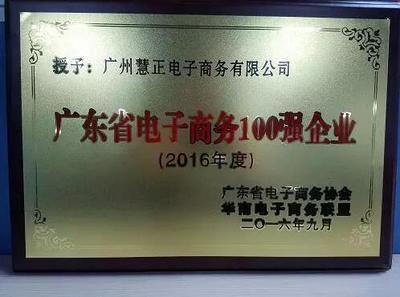 授予：广州慧正电子商务有限公司
广东省电子商务100强企业
(2016年度)
广东省电子商务协会
华南电子商务联盟
二〇一六年九月